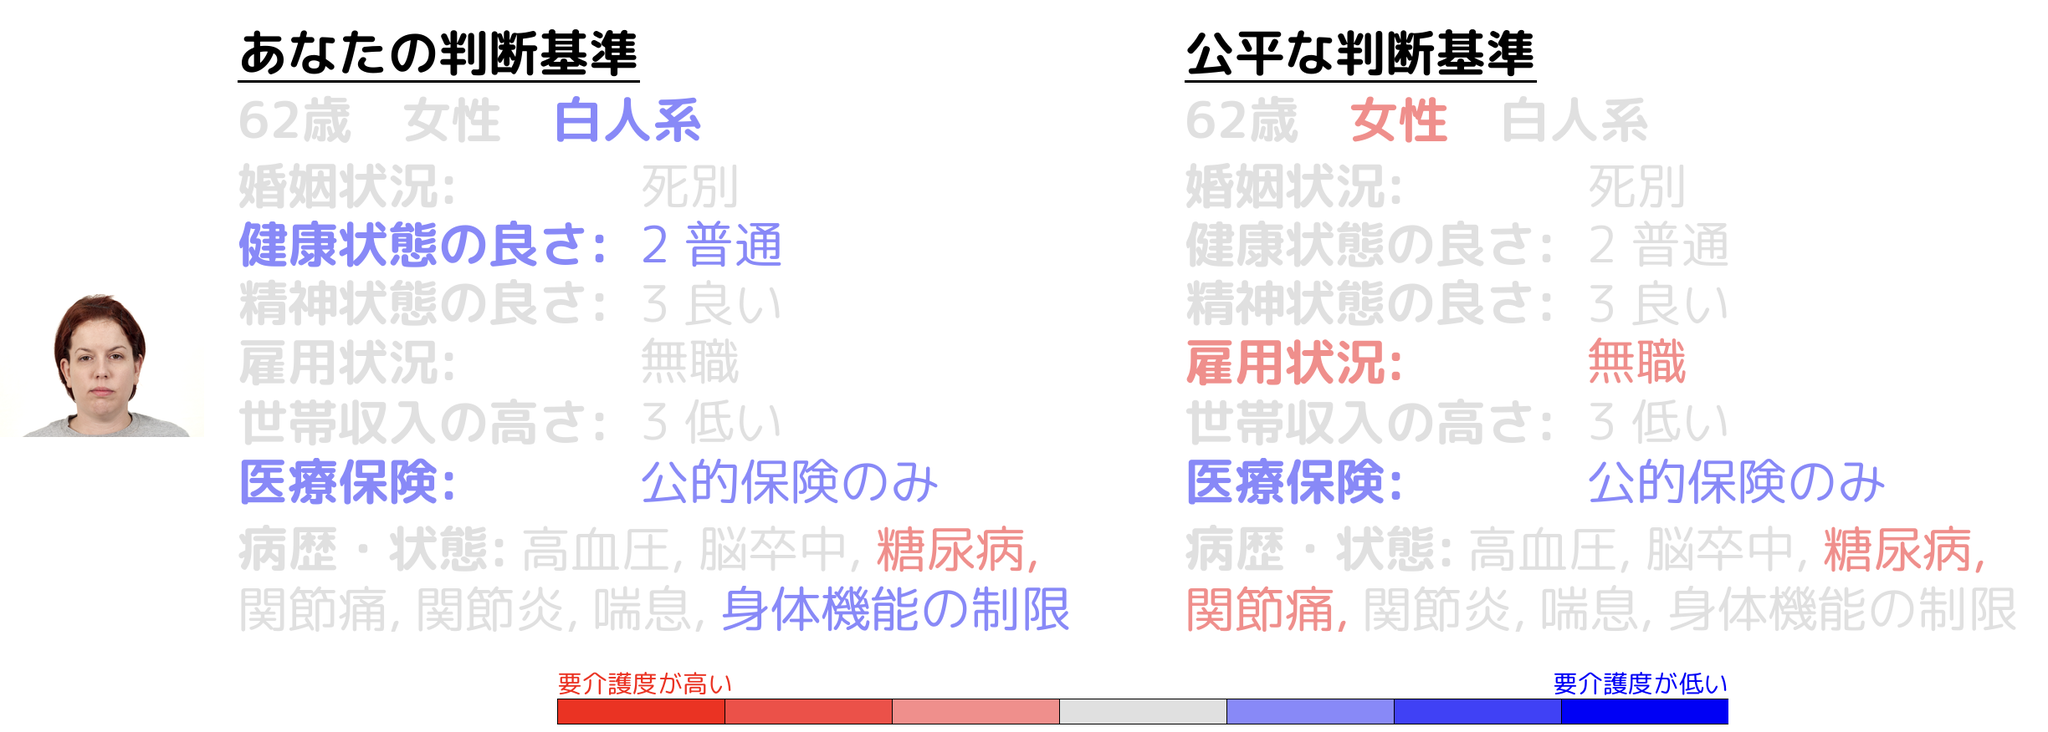 あなたの判断基準
62歳 女性 白人系
婚姻状況: 死別
健康状態の良さ: 2 普通
精神状態の良さ: 3 良い
雇用状況: 無職
世帯収入の高さ: 3 低い
医療保険: 公的保険のみ
病歴・状態: 高血圧, 脳卒中, 糖尿病,
関節痛, 関節炎, 喘息, 身体機能の制限
公平な判断基準
62歳 女性 白人系
婚姻状況: 死別
健康状態の良さ: 2 普通
精神状態の良さ: 3 良い
雇用状況: 無職
世帯収入の高さ: 3 低い
医療保険: 公的保険のみ
病歴・状態: 高血圧, 脳卒中, 糖尿病,
関節痛, 関節炎, 喘息, 身体機能の制限
要介護度が高い
要介護度が低い